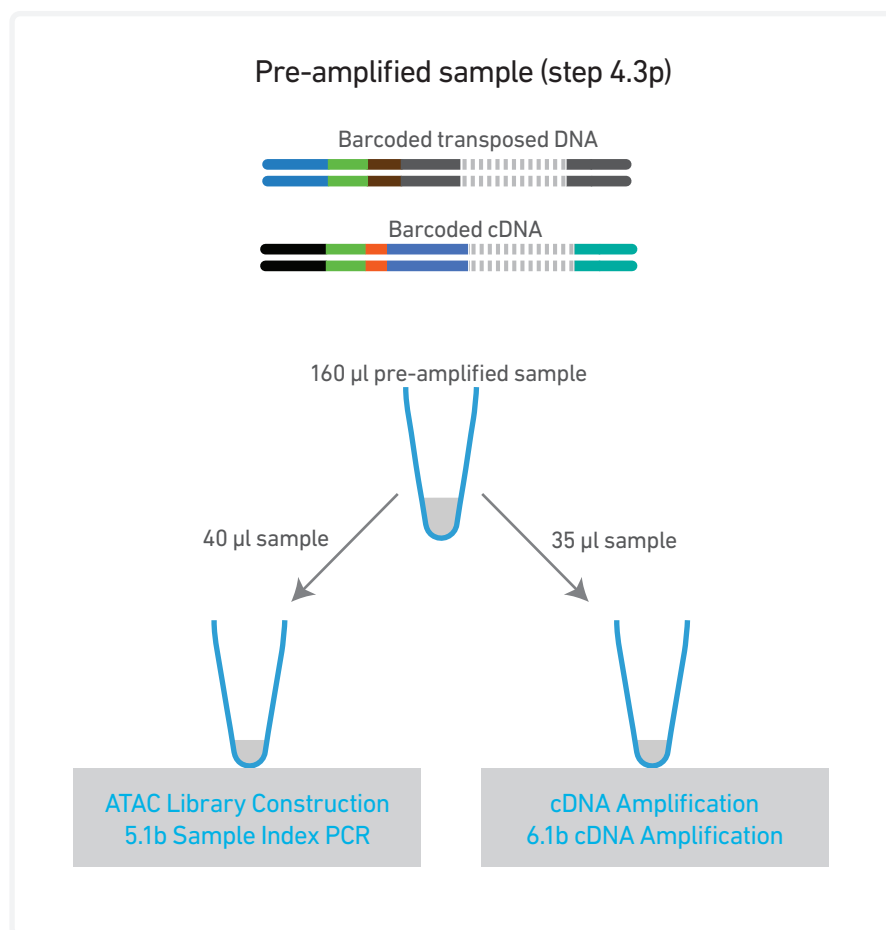 Pre-amplified sample (step 4.3p)
Barcoded transposed DNA
Barcoded cDNA
160 µl pre-amplified sample
40 µl sample
35 µl sample
ATAC Library Construction
5.1b Sample Index PCR
cDNA Amplification
6.1b cDNA Amplification